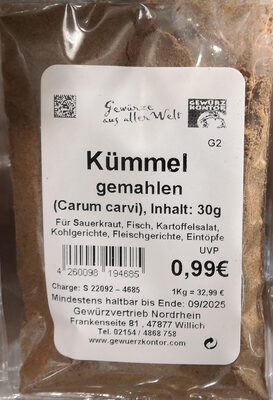 Gewürze
aus aller Welt
GEWÜRZ
KONTOR
G2
Kümmel
gemahlen
(Carum carvi), Inhalt: 30g
Für Sauerkraut, Fisch, Kartoffelsalat,
Kohlgerichte, Fleischgerichte, Eintöpfe
UVP
0,99€
4 260098 194685
Charge: S 22092 – 4685
1Kg = 32,99 €
Mindestens haltbar bis Ende: 09/2025
Gewürzvertrieb Nordrhein
Frankenseite 81 , 47877 Willich
Tel. 02154 / 4868 758
www.gewuerzkontor.com